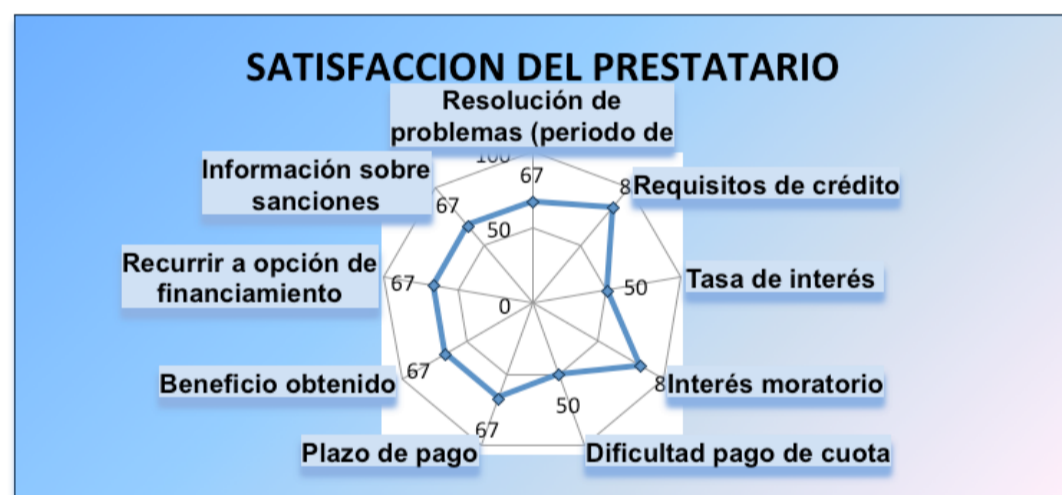 SATISFACCION DEL PRESTATARIO
Resolución de
problemas (periodo de
100
67
Requisitos de crédito
Información sobre
sanciones
67
50
Tasa de interés
50
Recurrir a opción de
financiamiento
67
0
Interés moratorio
Beneficio obtenido
67
50
Dificultad pago de cuota
Plazo de pago
67